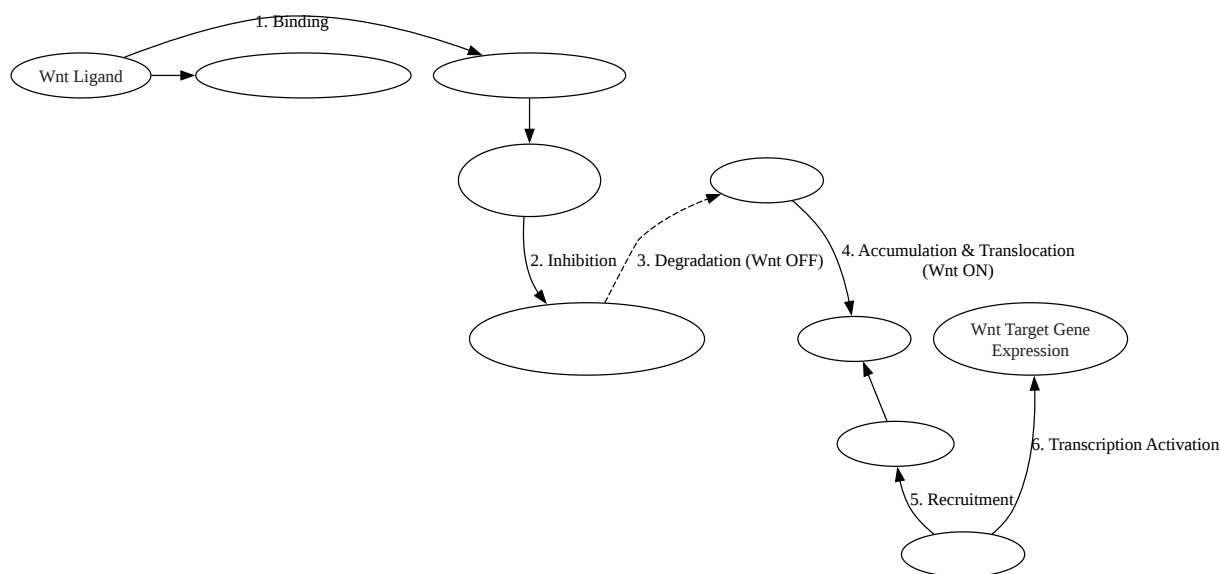 1. Binding
Wnt Ligand
2. Inhibition
3. Degradation (Wnt OFF)
4. Accumulation & Translocation
(Wnt ON)
Wnt Target Gene
Expression
6. Transcription Activation
5. Recruitment